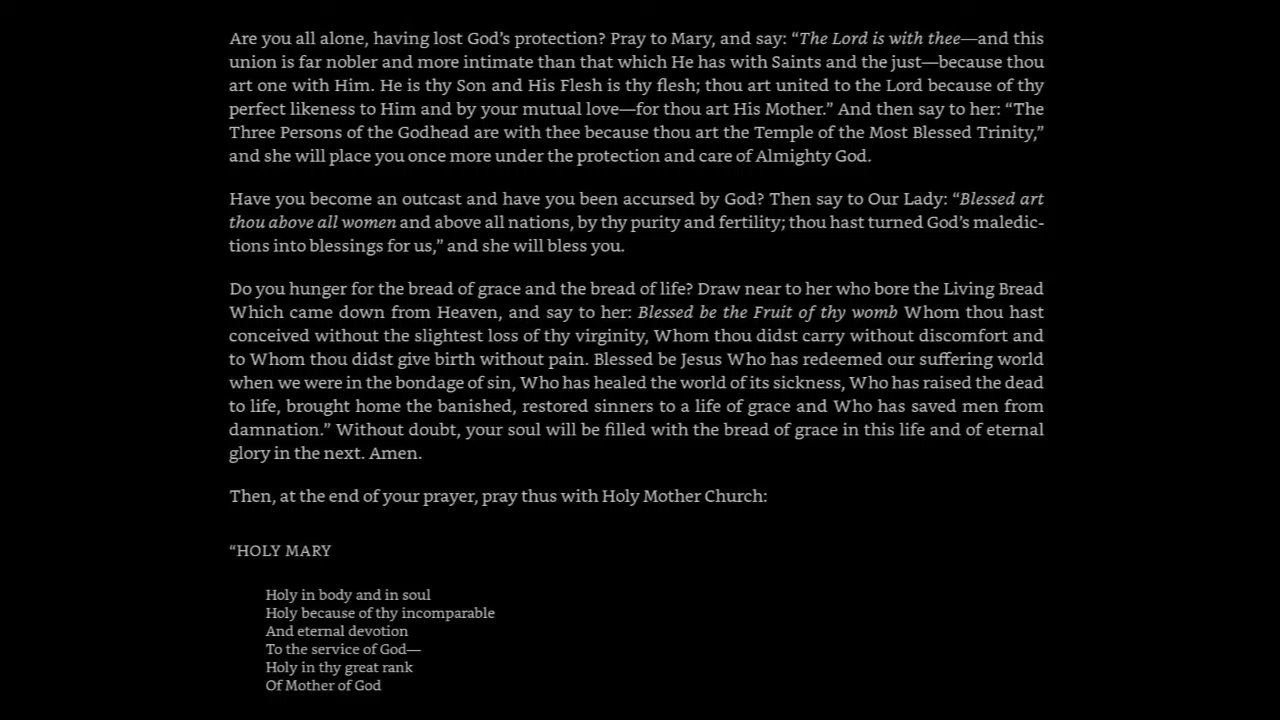 Are you all alone, having lost God's protection? Pray to Mary, and say: “The Lord is with thee—and this
union is far nobler and more intimate than that which He has with Saints and the just—because thou
art one with Him. He is thy Son and His Flesh is thy flesh; thou art united to the Lord because of thy
perfect likeness to Him and by your mutual love—for thou art His Mother.” And then say to her: “The
Three Persons of the Godhead are with thee because thou art the Temple of the Most Blessed Trinity,”
and she will place you once more under the protection and care of Almighty God.
Have you become an outcast and have you been accursed by God? Then say to Our Lady: “Blessed art
thou above all women and above all nations, by thy purity and fertility; thou hast turned God's maledic-
tions into blessings for us,” and she will bless you.
Do you hunger for the bread of grace and the bread of life? Draw near to her who bore the Living Bread
Which came down from Heaven, and say to her: Blessed be the Fruit of thy womb Whom thou hast
conceived without the slightest loss of thy virginity, Whom thou didst carry without discomfort and
to Whom thou didst give birth without pain. Blessed be Jesus Who has redeemed our suffering world
when we were in the bondage of sin, Who has healed the world of its sickness, Who has raised the dead
to life, brought home the banished, restored sinners to a life of grace and Who has saved men from
damnation.” Without doubt, your soul will be filled with the bread of grace in this life and of eternal
glory in the next. Amen.
Then, at the end of your prayer, pray thus with Holy Mother Church:
“HOLY MARY
Holy in body and in soul
Holy because of thy incomparable
And eternal devotion
To the service of God—
Holy in thy great rank
Of Mother of God